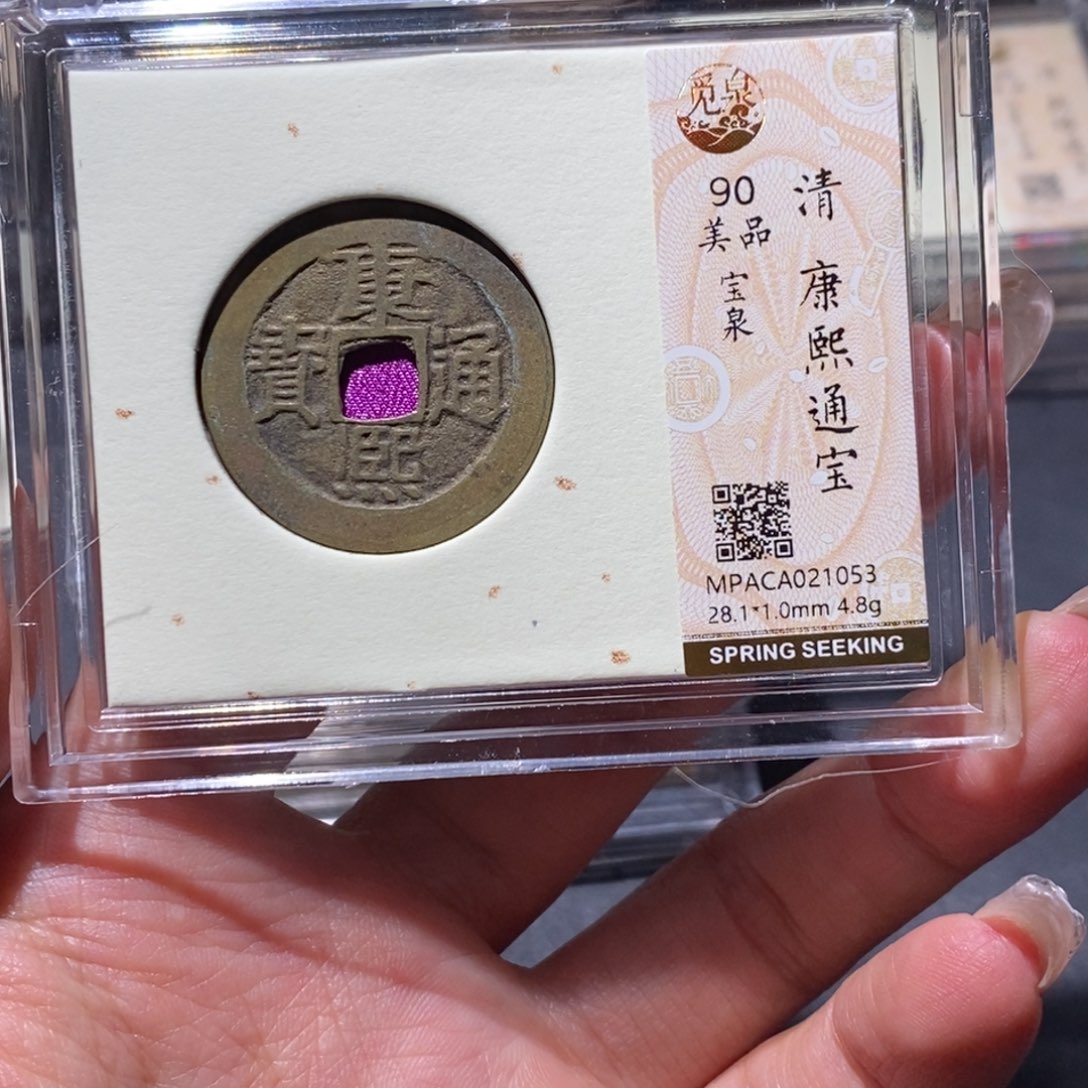 康
通
寶
熙
觅泉
90
美品
宝泉
清 康熙通宝
MPACA021053
28.1*1.0mm 4.8g
SPRING SEEKING